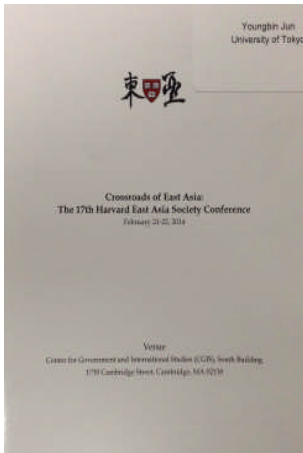 Youngbin Jun
University of Tokyo
東 亜
Crossroads of East Asia:
The 17th Harvard East Asia Society Conference
February 21-22, 2014
Venue
Center for Government and International Studies (CGIS), South Building
1730 Cambridge Street, Cambridge, MA 02138